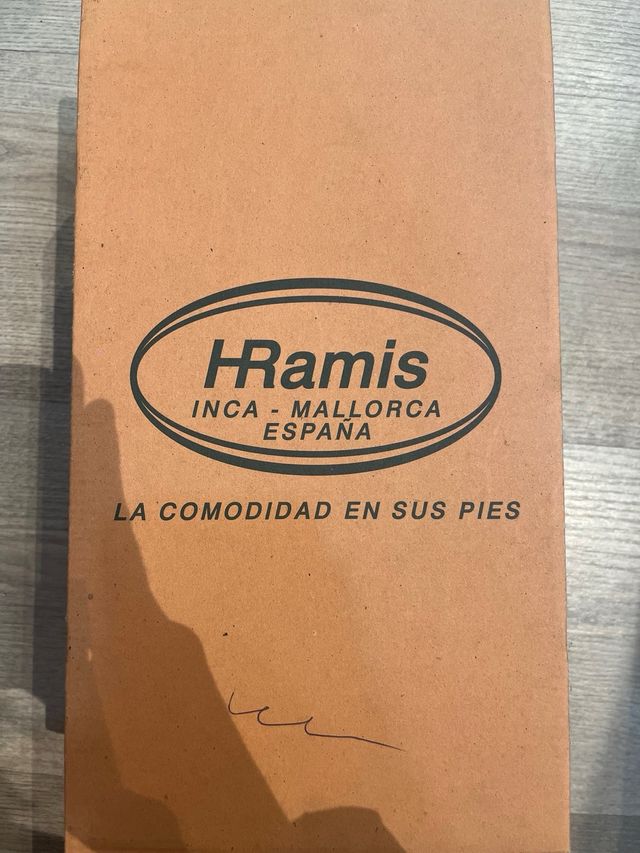 HRamis
INCA - MALLORCA
ESPAÑA
LA COMODIDAD EN SUS PIES